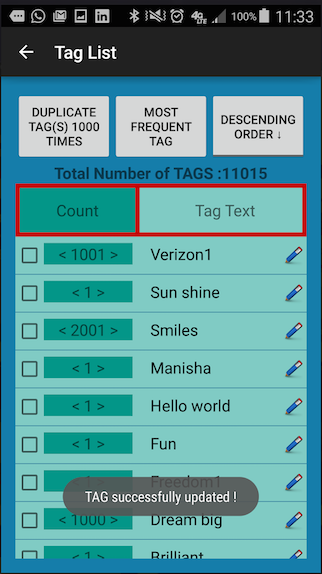 100% 11:33
Tag List
DUPLICATE TAG(S) 1000 TIMES
MOST FREQUENT TAG
DESCENDING ORDER ↓
Total Number of TAGS :11015
Count Tag Text
< 1001 > Verizon1
< 1 > Sun shine
< 2001 > Smiles
< 1 > Manisha
< 1 > Hello world
< 1 > Fun
Freedom1
TAG successfully updated !
< 1000 > Dream big
< 1 > Brilliant